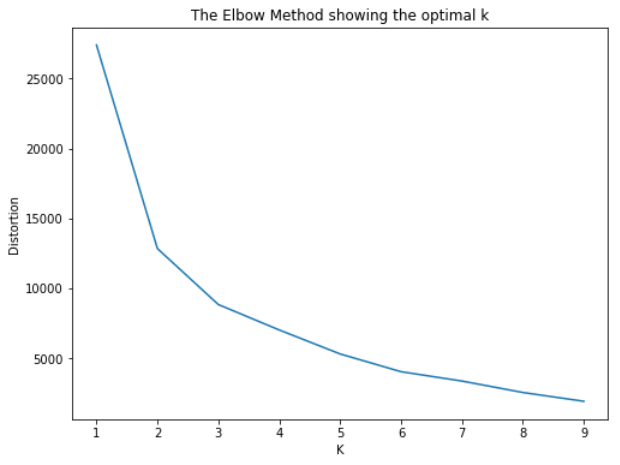 The Elbow Method showing the optimal k
25000
20000
15000
10000
5000
Distortion
1 2 3 4 5 6 7 8 9
K